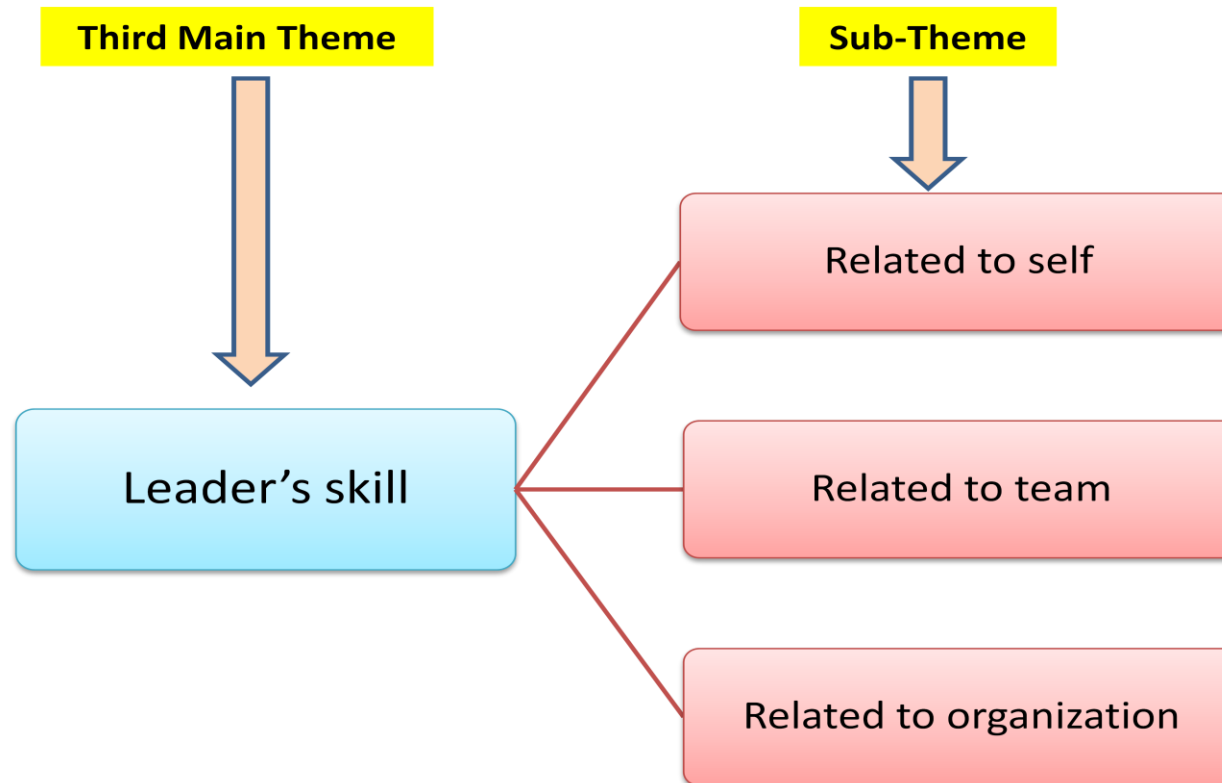 Third Main Theme
Sub-Theme
Related to self
Leader’s skill
Related to team
Related to organization